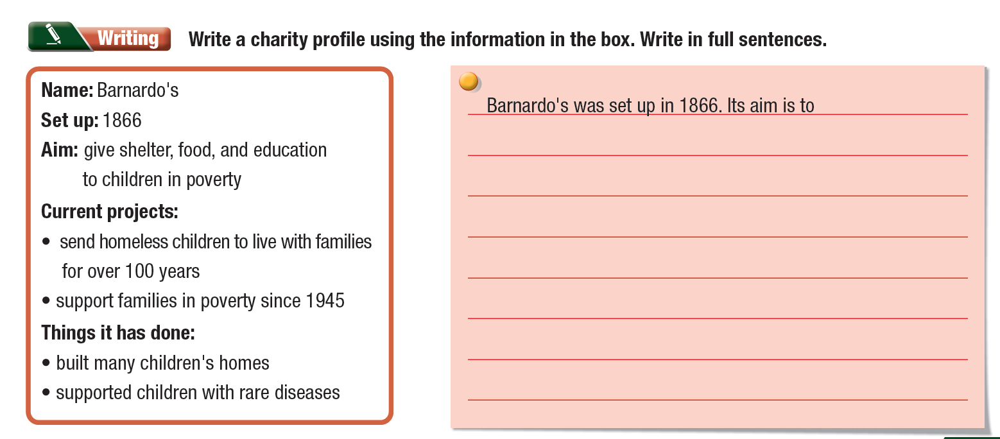 Writing Write a charity profile using the information in the box. Write in full sentences.
Name: Barnardo's
Set up: 1866
Aim: give shelter, food, and education
to children in poverty
Current projects:
• send homeless children to live with families
for over 100 years
• support families in poverty since 1945
Things it has done:
• built many children's homes
• supported children with rare diseases
Barnardo's was set up in 1866. Its aim is to